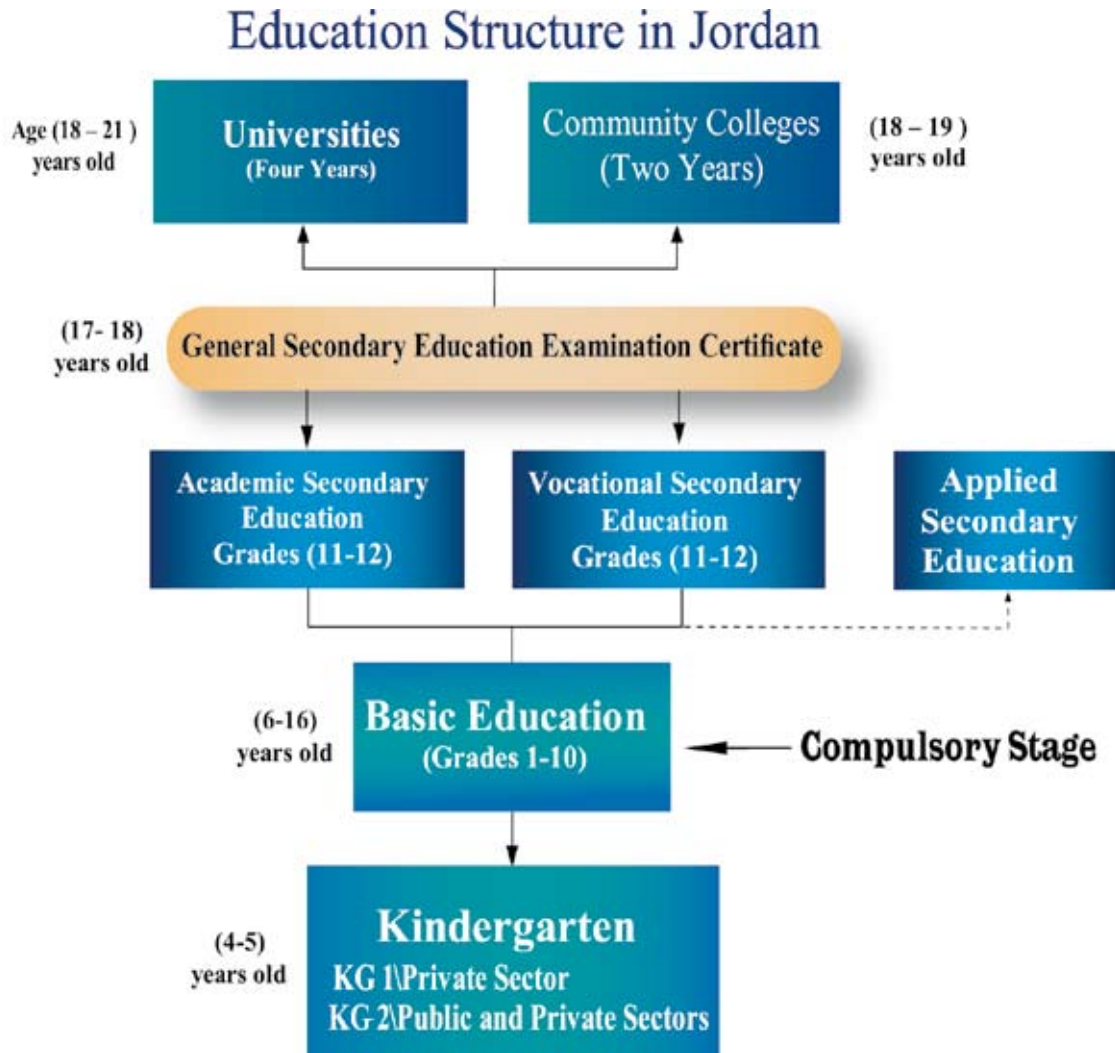 Education Structure in Jordan
Age (18 – 21 )
years old
Universities
(Four Years)
Community Colleges
(Two Years)
(18 – 19 )
years old
(17- 18)
years old
General Secondary Education Examination Certificate
Academic Secondary
Education
Grades (11-12)
Vocational Secondary
Education
Grades (11-12)
Applied
Secondary
Education
(6-16)
years old
Basic Education
(Grades 1-10)
Compulsory Stage
(4-5)
years old
Kindergarten
KG 1\Private Sector
KG 2\Public and Private Sectors